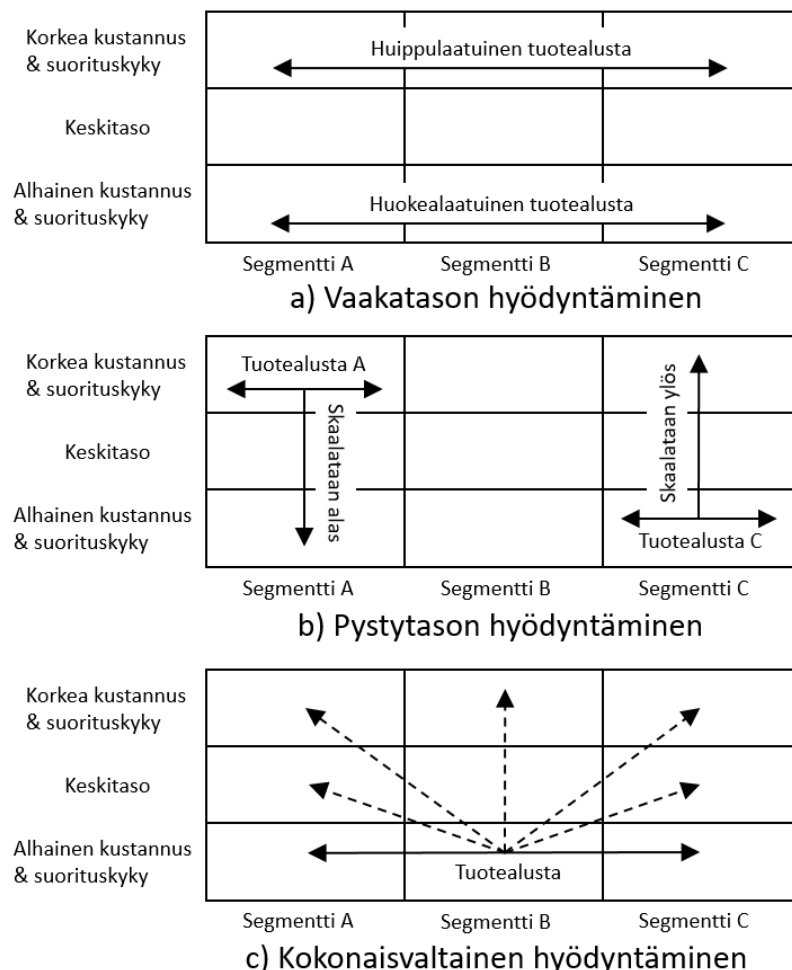 Korkea kustannus
& suorituskyky
Huippulaatuinen tuotealusta
Keskitaso
Alhainen kustannus
& suorituskyky
Huokealaatuinen tuotealusta
Segmentti A
Segmentti B
Segmentti C
a) Vaakatason hyödyntäminen
Korkea kustannus
& suorituskyky
Tuotealusta A
Skaalataan alas
Skaalataan ylös
Keskitaso
Alhainen kustannus
& suorituskyky
Tuotealusta C
Segmentti A
Segmentti B
Segmentti C
b) Pystytason hyödyntäminen
Korkea kustannus
& suorituskyky
Keskitaso
Alhainen kustannus
& suorituskyky
Tuotealusta
Segmentti A
Segmentti B
Segmentti C
c) Kokonaisvaltainen hyödyntäminen